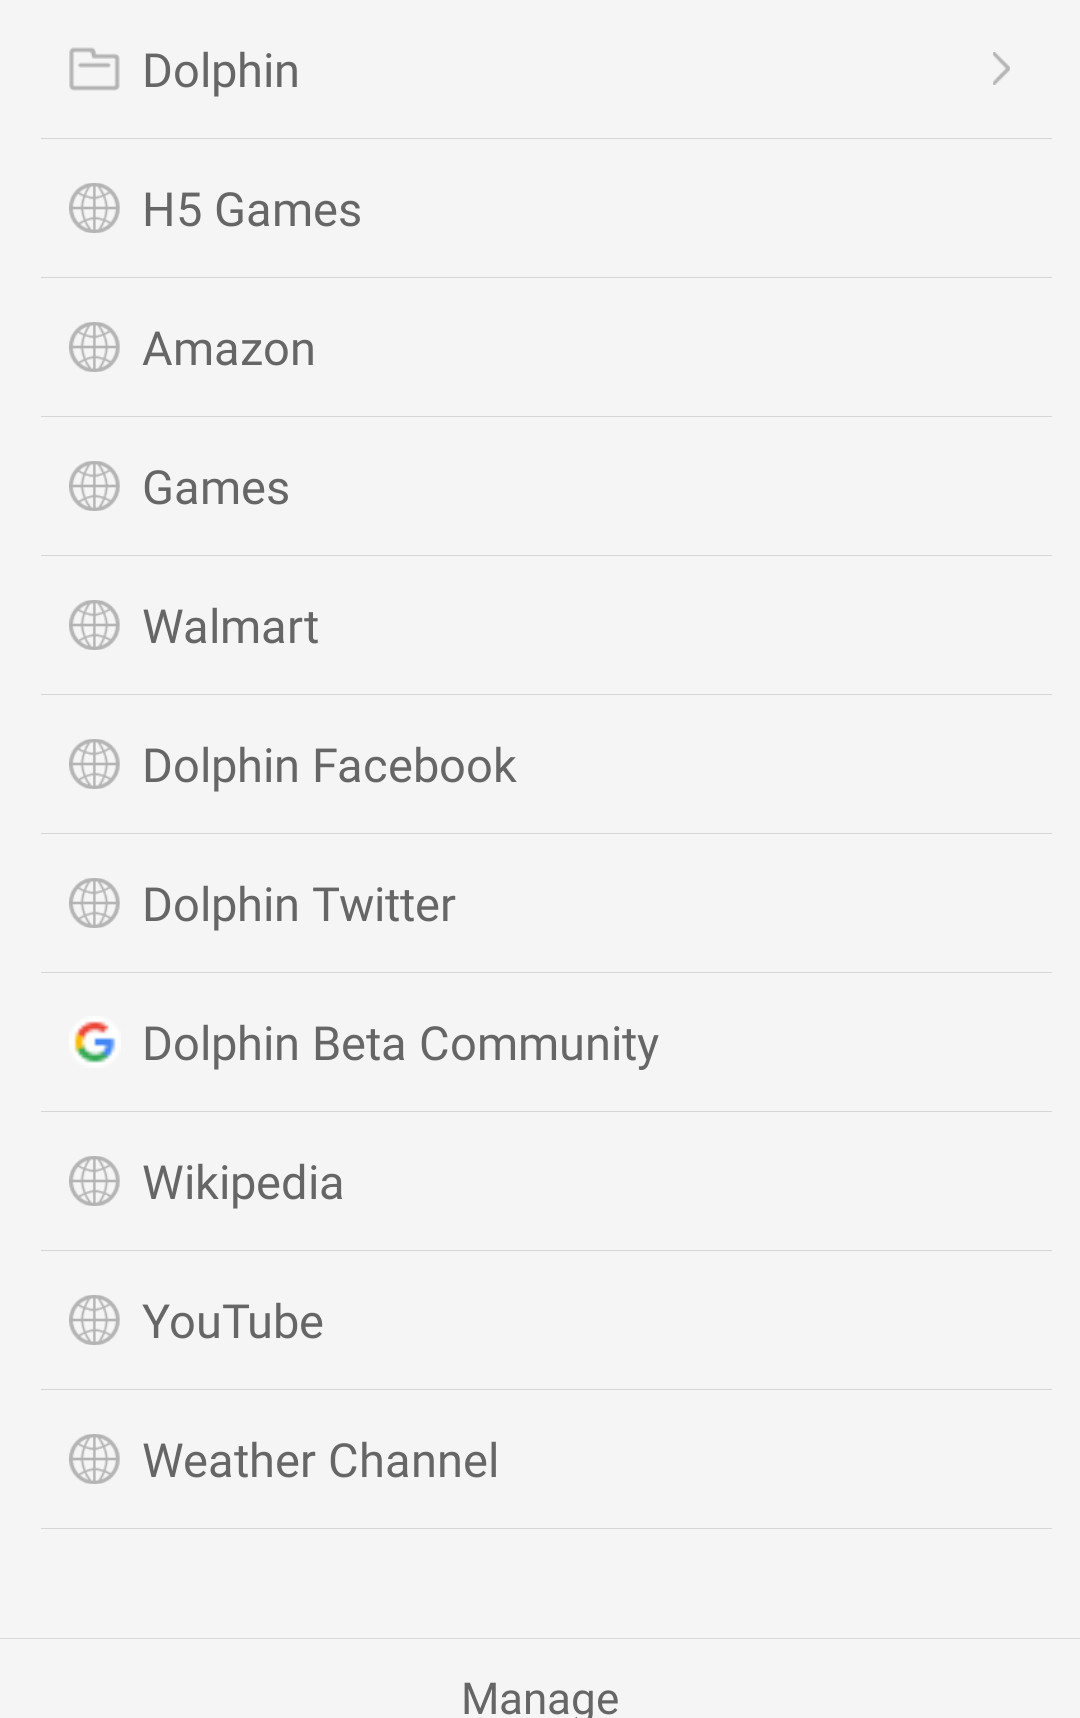 Dolphin
H5 Games
Amazon
Games
Walmart
Dolphin Facebook
Dolphin Twitter
Dolphin Beta Community
Wikipedia
YouTube
Weather Channel
Manage